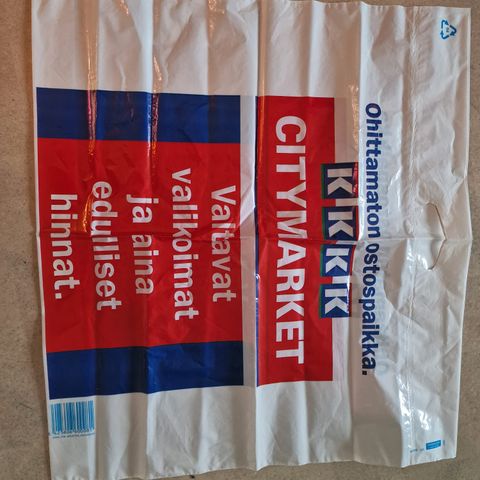 Ohittamaton ostospaikka.
KKKK
CITYMARKET
Valtavat
valikoimat
ja aina
edulliset
hinnat.